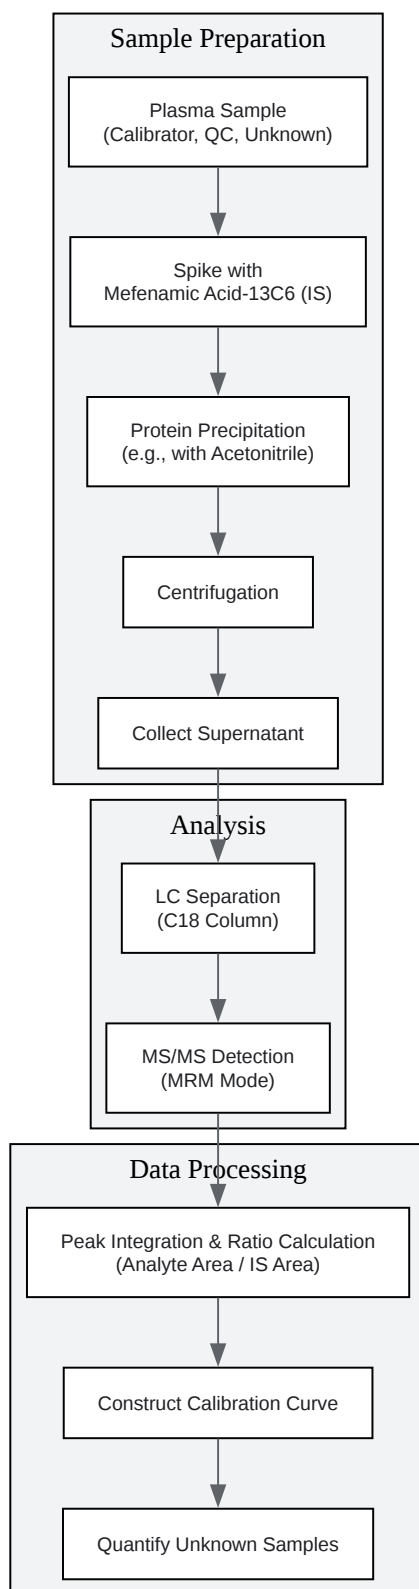 Sample Preparation
Plasma Sample
(Calibrator, QC, Unknown)
Spike with
Mefenamic Acid-13C6 (IS)
Protein Precipitation
(e.g., with Acetonitrile)
Centrifugation
Collect Supernatant
Analysis
LC Separation
(C18 Column)
MS/MS Detection
(MRM Mode)
Data Processing
Peak Integration & Ratio Calculation
(Analyte Area / IS Area)
Construct Calibration Curve
Quantify Unknown Samples